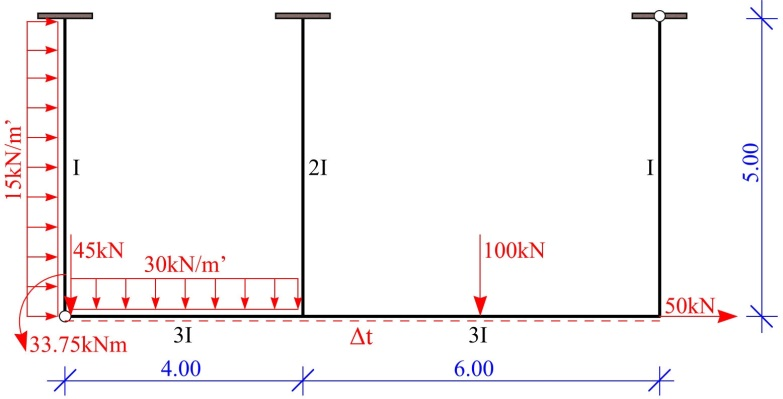 15kN/m’
I
2I
I
5.00
45kN
30kN/m’
100kN
50kN
33.75kNm
3I
Δt
3I
4.00
6.00